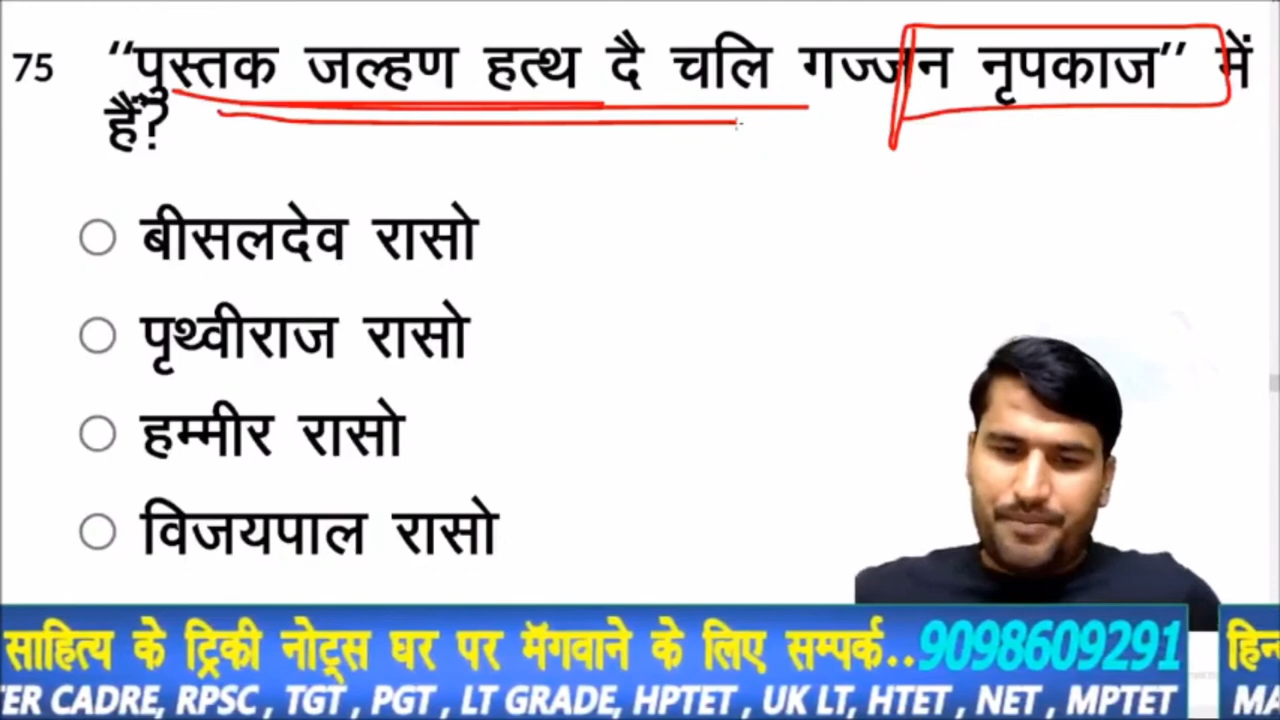 75 “पुस्तक जल्हण हत्थ दै चलि गज्जन नृपकाज” में
हैं?
बीसलदेव रासो
पृथ्वीराज रासो
हम्मीर रासो
विजयपाल रासो
साहित्य के ट्रिकी नोट्स घर पर मँगवाने के लिए सम्पर्क..9098609291
TER CADRE, RPSC , TGT , PGT , LT GRADE, HPTET , UK LT, HTET , NET , MPTET